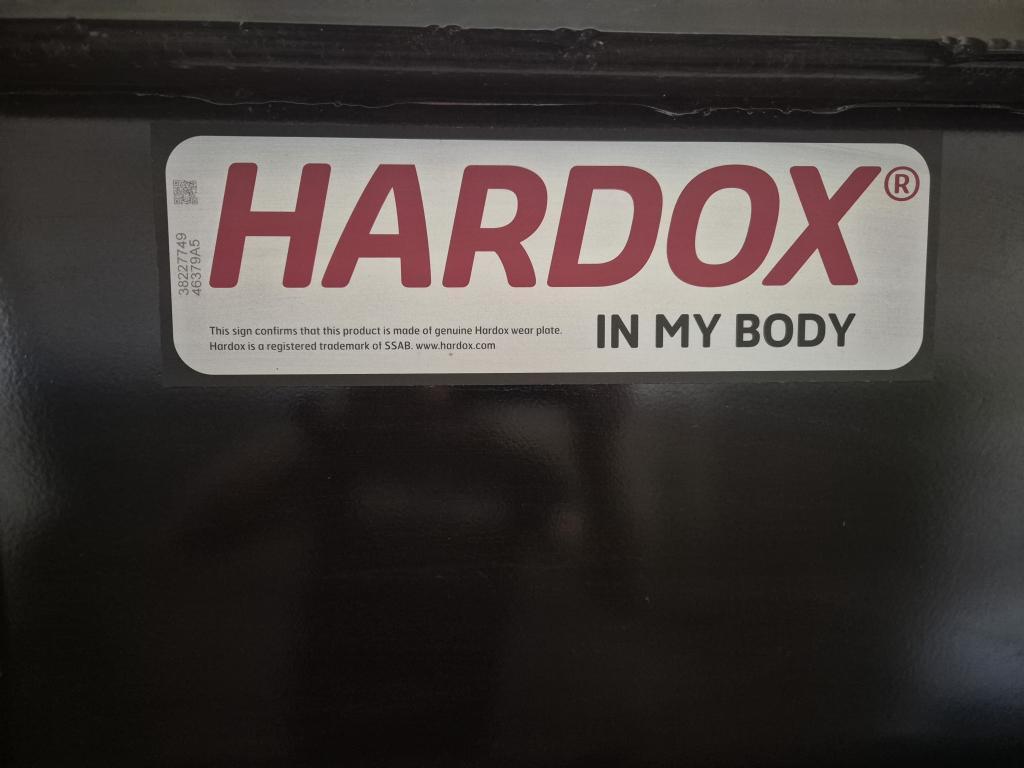 HARDOX®
38227749
46379A5
This sign confirms that this product is made of genuine Hardox wear plate.
Hardox is a registered trademark of SSAB. www.hardox.com
IN MY BODY